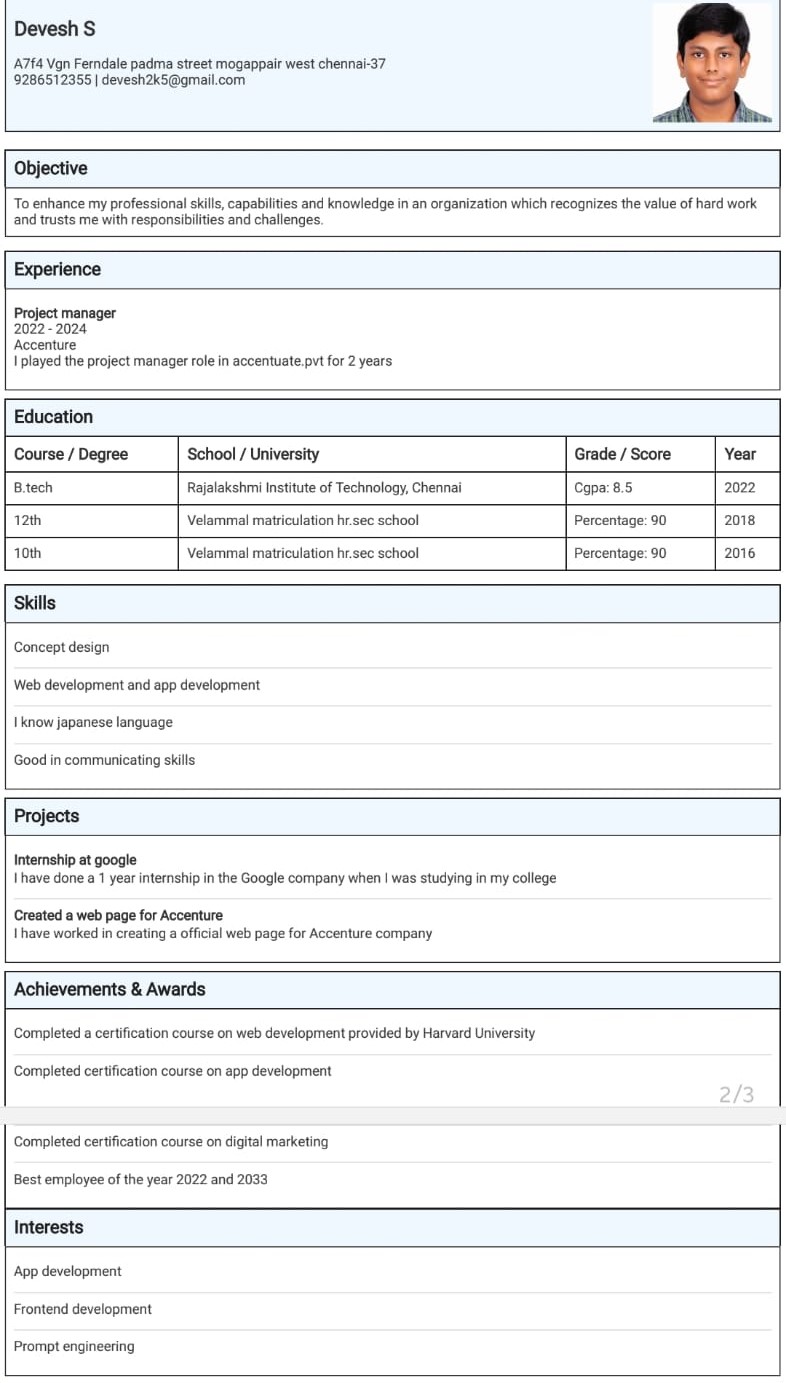 Devesh S
A7f4 Vgn Ferndale padma street mogappair west chennai-37
9286512355 | devesh2k5@gmail.com
Objective
To enhance my professional skills, capabilities and knowledge in an organization which recognizes the value of hard work
and trusts me with responsibilities and challenges.
Experience
Project manager
2022 - 2024
Accenture
I played the project manager role in accentuate.pvt for 2 years
Education
Course / Degree School / University Grade / Score Year
B.tech Rajalakshmi Institute of Technology, Chennai Cgpa: 8.5 2022
12th Velammal matriculation hr.sec school Percentage: 90 2018
10th Velammal matriculation hr.sec school Percentage: 90 2016
Skills
Concept design
Web development and app development
I know japanese language
Good in communicating skills
Projects
Internship at google
I have done a 1 year internship in the Google company when I was studying in my college
Created a web page for Accenture
I have worked in creating a official web page for Accenture company
Achievements & Awards
Completed a certification course on web development provided by Harvard University
Completed certification course on app development
2/3
Completed certification course on digital marketing
Best employee of the year 2022 and 2033
Interests
App development
Frontend development
Prompt engineering